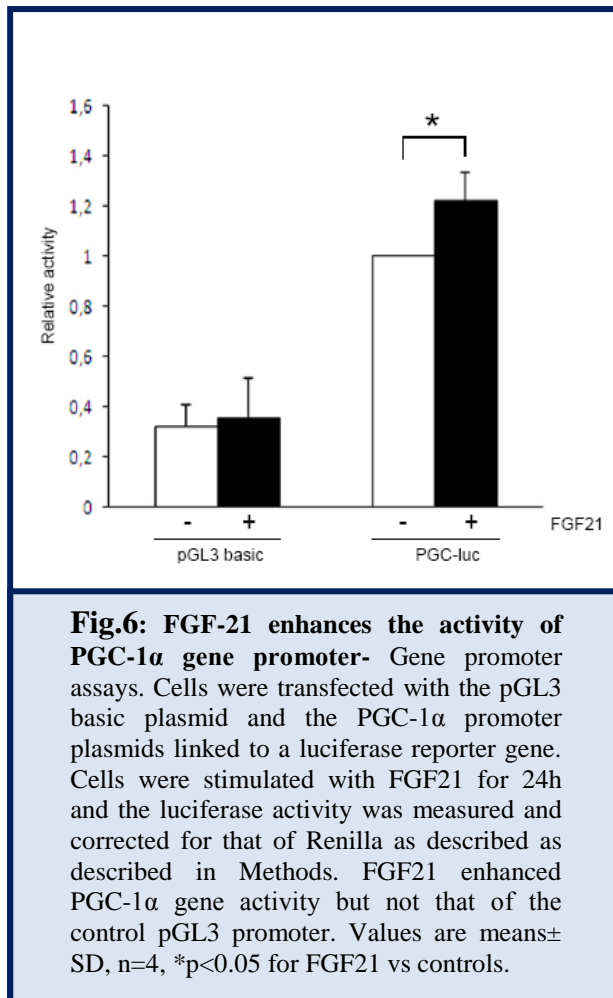 1,6
*
1,4
1,2
1
Relative activity
0,8
0,6
0,4
0,2
0
- + - + FGF21
pGL3 basic PGC-luc
Fig.6: FGF-21 enhances the activity of
PGC-1α gene promoter- Gene promoter
assays. Cells were transfected with the pGL3
basic plasmid and the PGC-1α promoter
plasmids linked to a luciferase reporter gene.
Cells were stimulated with FGF21 for 24h
and the luciferase activity was measured and
corrected for that of Renilla as described as
described in Methods. FGF21 enhanced
PGC-1α gene activity but not that of the
control pGL3 promoter. Values are means±
SD, n=4, *p<0.05 for FGF21 vs controls.